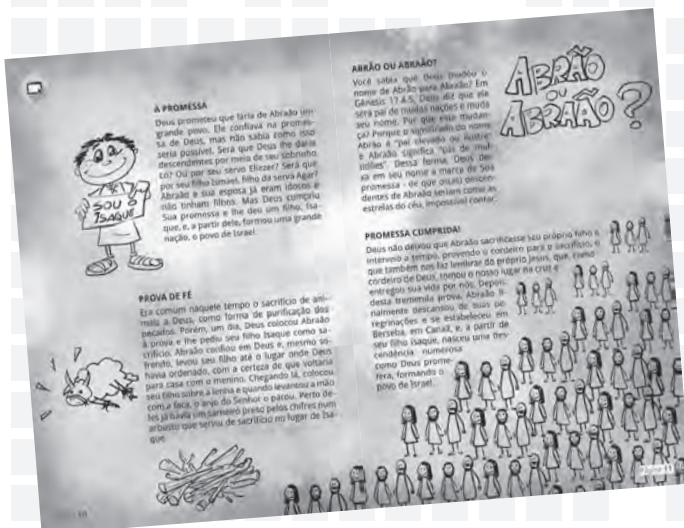 A PROMESSA
Deus prometeu que faria de Abraão um
grande povo. Ele confiava na promes-
sa de Deus, mas não sabia como isso
seria possível. Será que Deus lhe daria
descendentes por meio de seu sobrinho
Ló? Ou por seu servo Eliezer? Será que
por seu filho Ismael, filho da serva Agar?
Abraão e sua esposa já eram idosos e
não tinham filhos. Mas Deus cumpriu
Sua promessa e lhe deu um filho, Isa-
que, e, a partir dele, formou uma grande
nação, o povo de Israel.
SOU O
ISAQUE
PROVA DE FÉ
Era comum naquele tempo o sacrifício de ani-
mais a Deus, como forma de purificação dos
pecados. Porém, um dia, Deus colocou Abraão
à prova e lhe pediu seu filho Isaque como sa-
crifício. Abraão confiou em Deus e, mesmo so-
frendo, levou seu filho até o lugar onde Deus
havia ordenado, com a certeza de que voltaria
para casa com o menino. Chegando lá, colocou
seu filho sobre a lenha e quando levantou a mão
com a faca, o anjo do Senhor o parou. Perto de-
les já havia um carneiro preso pelos chifres num
arbusto que serviu de sacrifício no lugar de Isa-
que
10
ABRÃO OU ABRAÃO?
Você sabia que Deus mudou o
nome de Abrão para Abraão? Em
Gênesis 17.4,5, Deus diz que ele
será pai de muitas nações e muda
seu nome. Por que essa mudan-
ça? Porque o significado do nome
Abrão é "pai elevado ou ilustre"
e Abraão significa "pai de mul-
tidões". Dessa forma, Deus dei-
xa em seu nome a marca de Sua
promessa - de que os(as) descen-
dentes de Abraão seriam como as
estrelas do céu, impossível contar.
ABRÃO
OU
ABRAÃO?
PROMESSA CUMPRIDA!
Deus não deixou que Abraão sacrificasse seu próprio filho e
interveio a tempo, provendo o cordeiro para o sacrifício, o
que também nos faz lembrar do próprio Jesus, que, como
cordeiro de Deus, tomou o nosso lugar na cruz e
entregou sua vida por nós. Depois
desta tremenda prova, Abraão fi-
nalmente descansou de suas pe-
regrinações e se estabeleceu em
Berseba, em Canaã, e, a partir de
seu filho Isaque, nasceu uma des-
cendência numerosa
como Deus prome-
tera, formando o
povo de Israel.